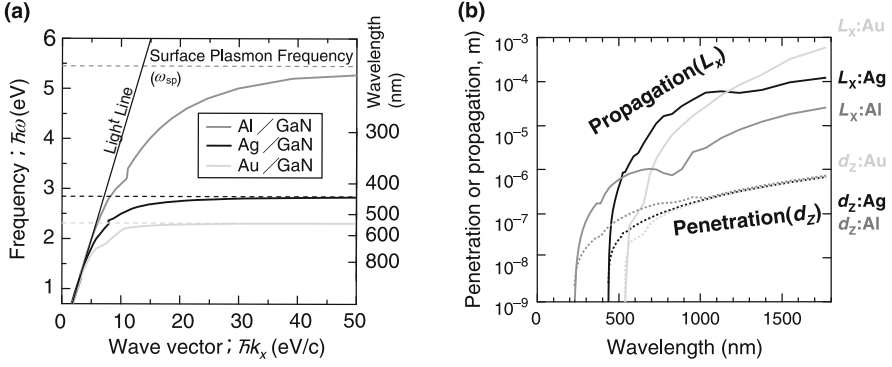 (a)
6
5
4
3
2
1
Frequency ; ℏω (eV)
Surface Plasmon Frequency
(ωsp)
Light Line
Al / GaN
Ag / GaN
Au / GaN
Wavelength
(nm)
300
400
500
600
800
0 10 20 30 40 50
Wave vector ; ℏkx (eV/c)
(b)
10−3
10−4
10−5
10−6
10−7
10−8
10−9
Penetration or propagation, m)
Propagation(Lx)
Penetration(dZ)
LX:Au
LX:Ag
LX:Al
dZ:Au
dZ:Ag
dZ:Al
0 500 1000 1500
Wavelength (nm)